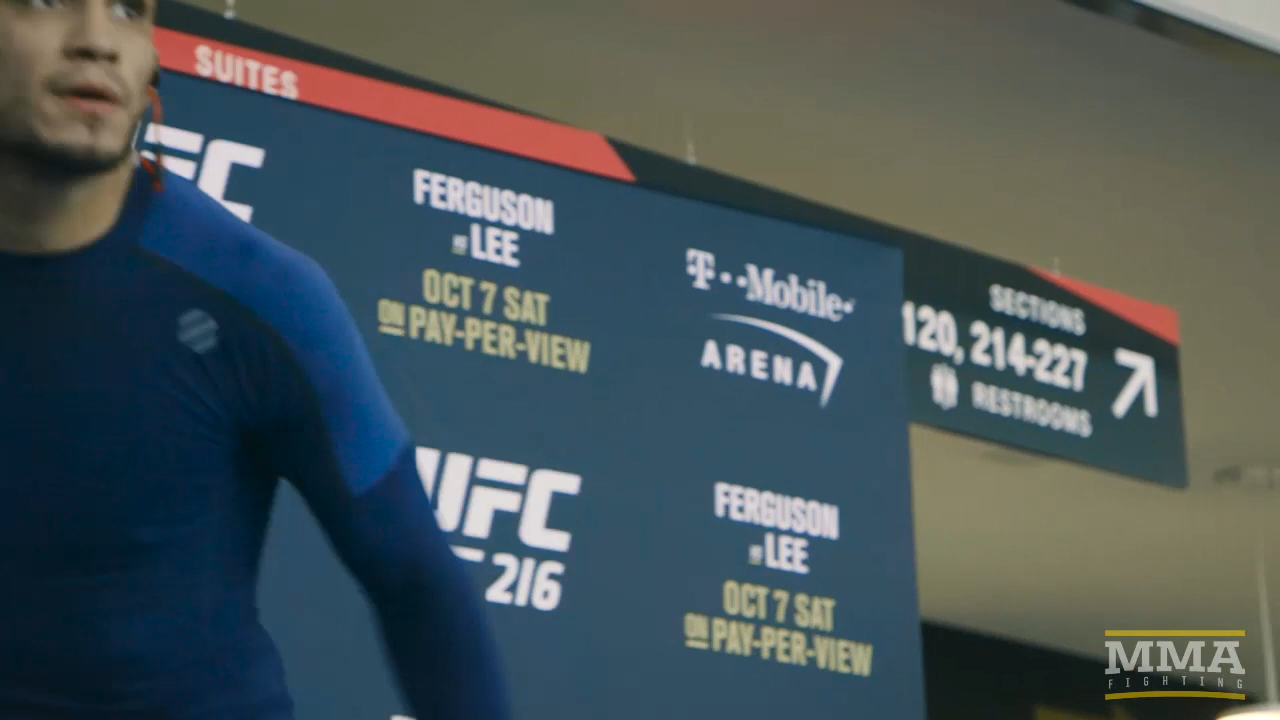 SUITES
UFC
FERGUSON
VS LEE
OCT 7 SAT
ON PAY-PER-VIEW
T··Mobile·
ARENA
SECTIONS
120, 214-227
RESTROOMS
UFC
216
FERGUSON
VS LEE
OCT 7 SAT
ON PAY-PER-VIEW
MMA
FIGHTING